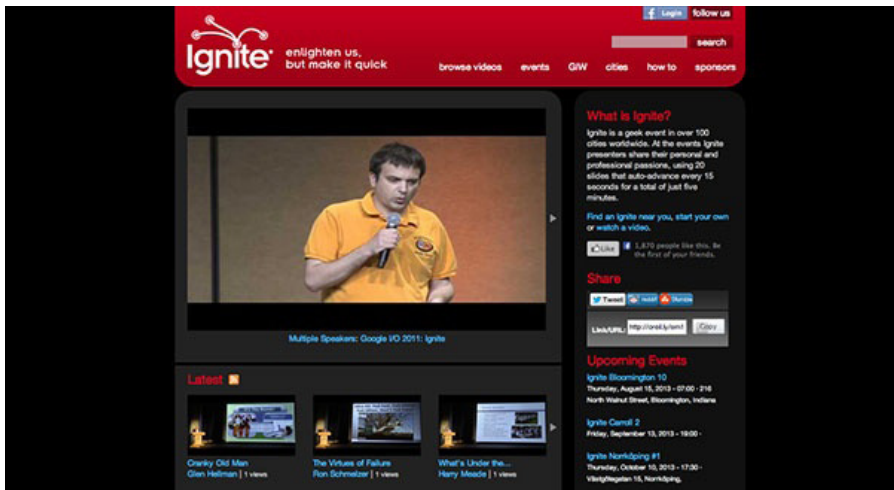 Login
follow us
search
Ignite
enlighten us,
but make it quick
browse videos events GIW cities how to sponsors
Multiple Speakers: Google I/O 2011: Ignite
Latest
Cranky Old Man
Glen Hellman | 1 views
The Virtues of Failure
Ron Schmelzer | 1 views
What's Under the...
Harry Meade | 1 views
What is Ignite?
Ignite is a geek event in over 100
cities worldwide. At the events Ignite
presenters share their personal and
professional passions, using 20
slides that auto-advance every 15
seconds for a total of just five
minutes.
Find an Ignite near you, start your own
or watch a video.
Like
1,870 people like this. Be
the first of your friends.
Share
Tweet
Link/URL:
Copy
Upcoming Events
Ignite Bloomington 10
Thursday, August 15, 2013 - 07:00 - 216
North Walnut Street, Bloomington, Indiana
Ignite Carroll 2
Friday, September 13, 2013 - 19:00 -
Ignite Norrköping #1
Thursday, October 10, 2013 - 17:30 -
Västgötegatan 15, Norrköping,